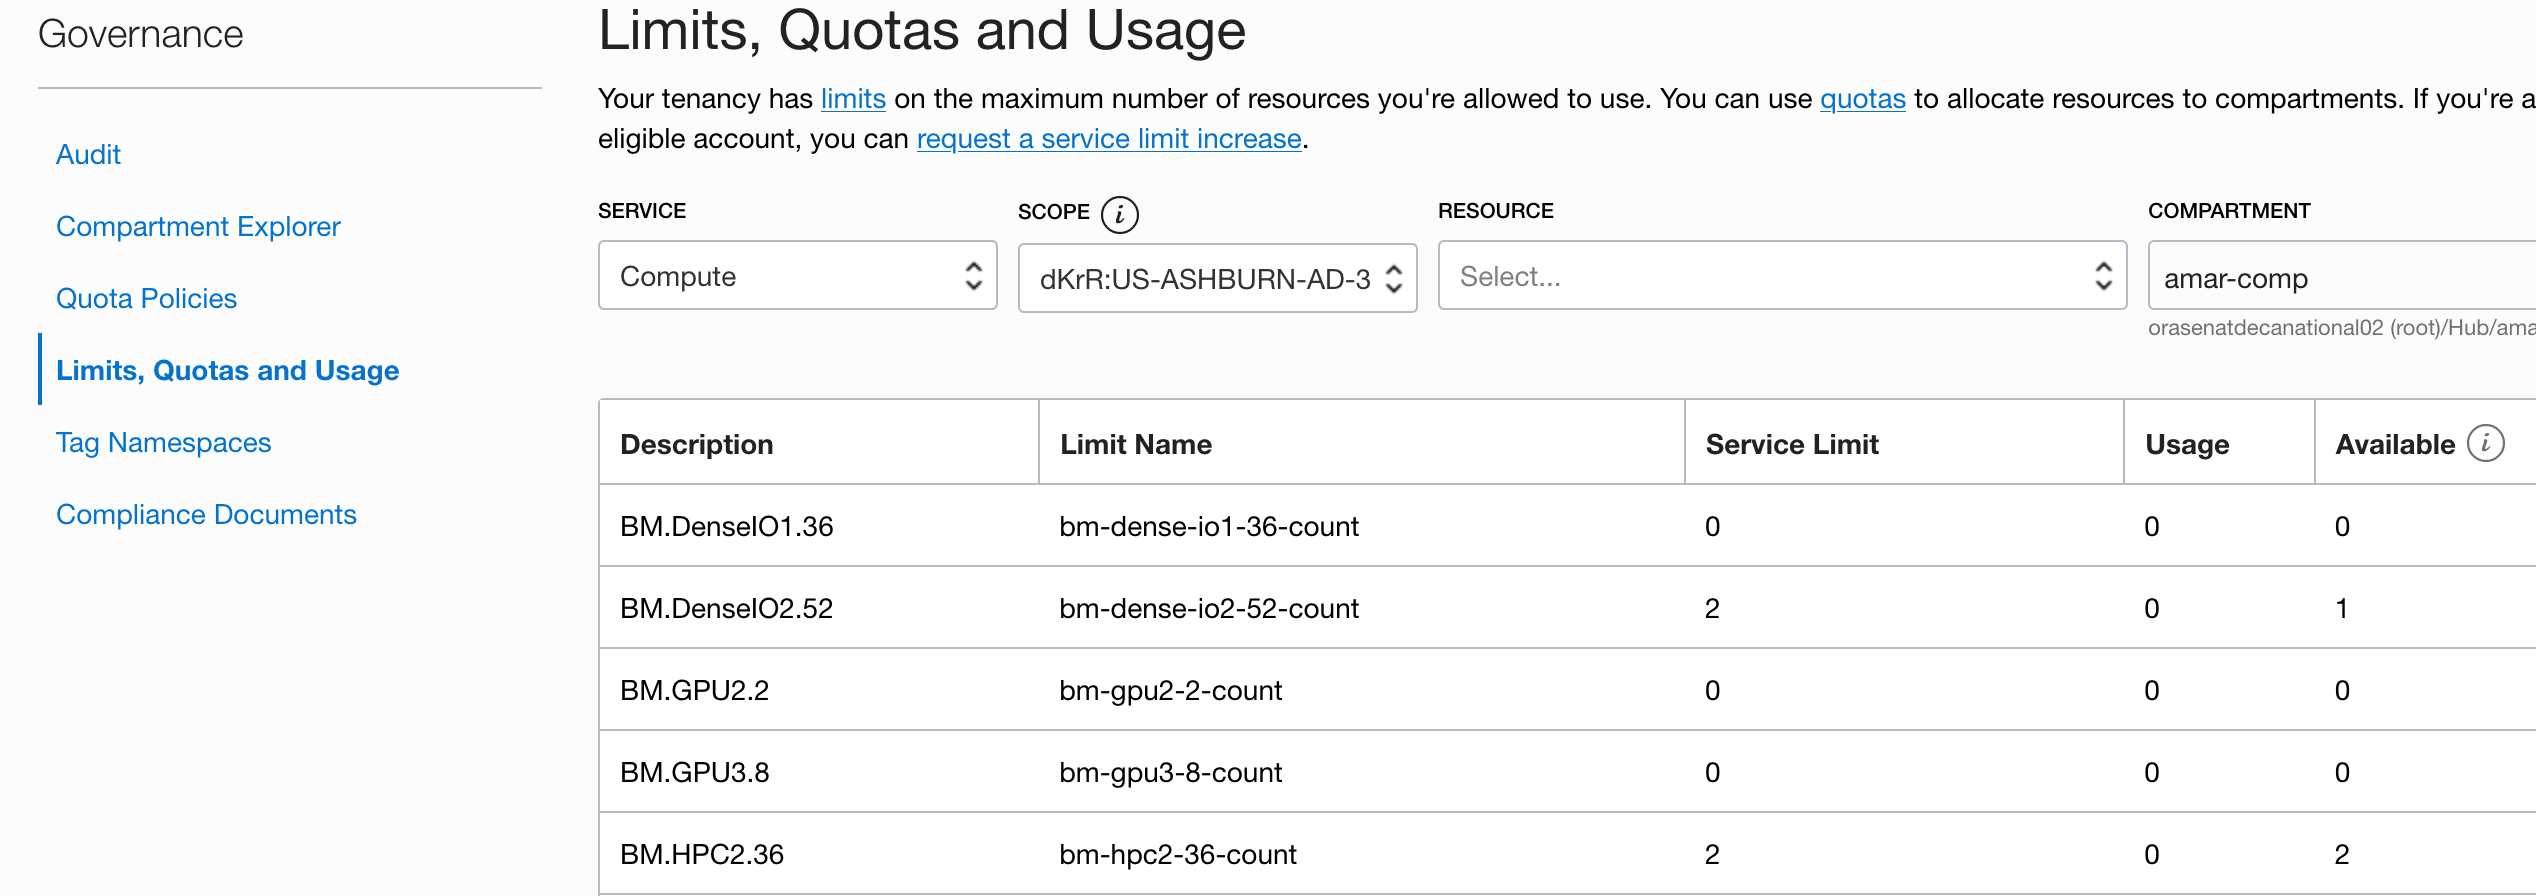 Governance
Audit
Compartment Explorer
Quota Policies
Limits, Quotas and Usage
Tag Namespaces
Compliance Documents
Limits, Quotas and Usage
Your tenancy has limits on the maximum number of resources you're allowed to use. You can use quotas to allocate resources to compartments. If you're a
eligible account, you can request a service limit increase.
SERVICE SCOPE i RESOURCE COMPARTMENT
Compute dKrR:US-ASHBURN-AD-3 Select... amar-comp
orasenatdecanational02 (root)/Hub/ama
Description Limit Name Service Limit Usage Available i
BM.DenseIO1.36 bm-dense-io1-36-count 0 0 0
BM.DenseIO2.52 bm-dense-io2-52-count 2 0 1
BM.GPU2.2 bm-gpu2-2-count 0 0 0
BM.GPU3.8 bm-gpu3-8-count 0 0 0
BM.HPC2.36 bm-hpc2-36-count 2 0 2